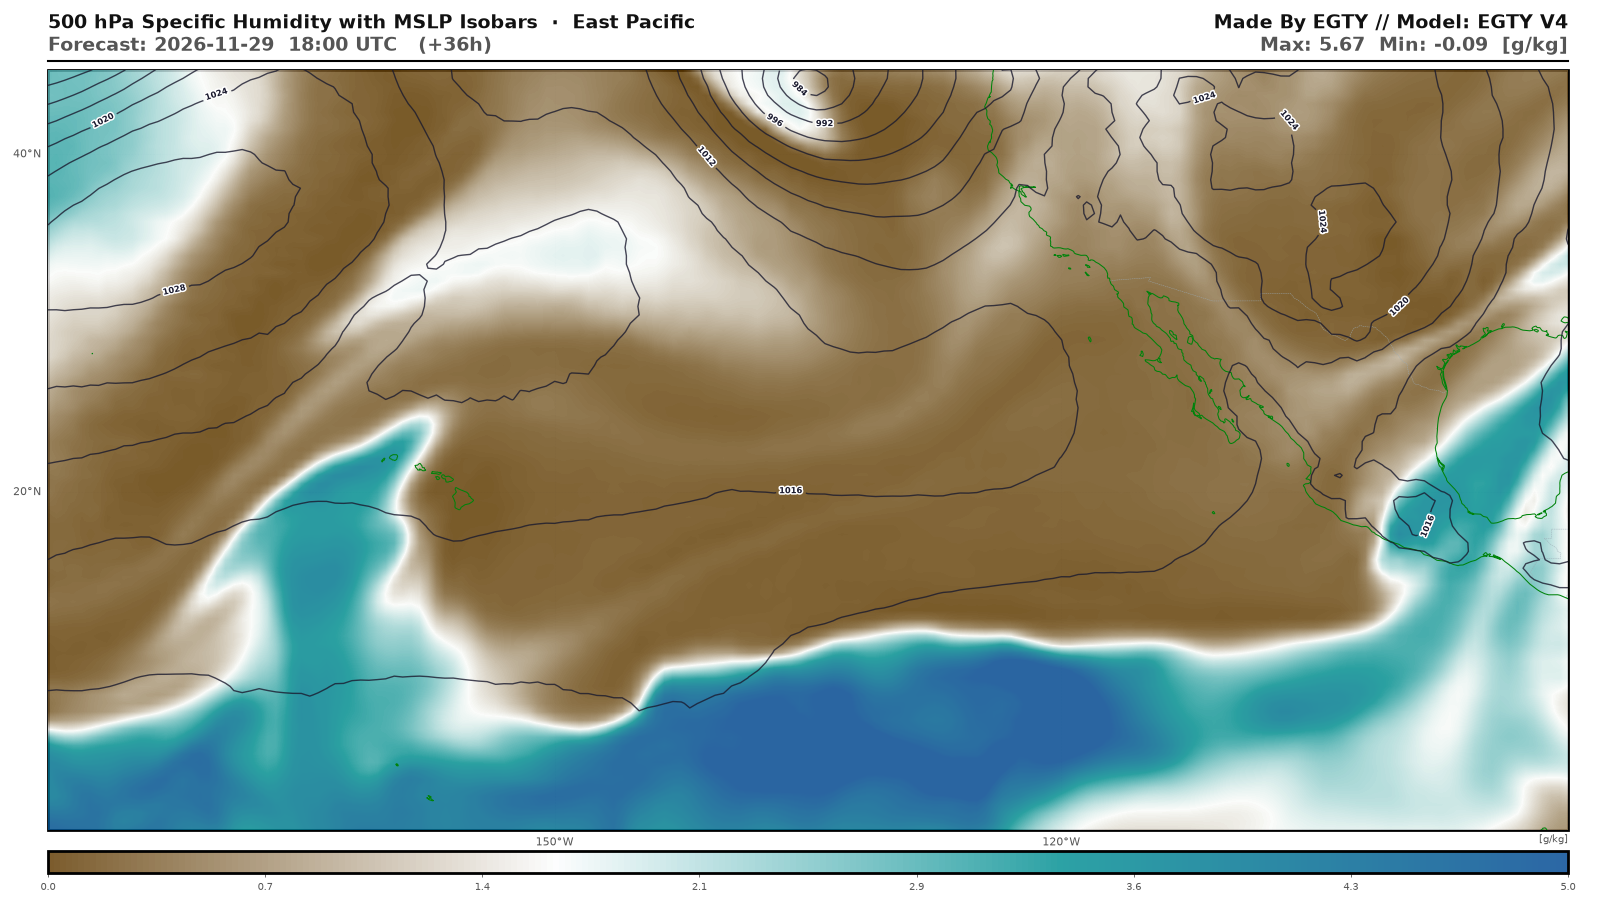 500 hPa Specific Humidity with MSLP Isobars · East Pacific
Made By EGTY // Model: EGTY V4
Forecast: 2026-11-29 18:00 UTC (+36h)
Max: 5.67 Min: -0.09 [g/kg]
984
1024
1024
1020
996
992
1024
40°N
1012
1024
1028
1020
20°N
1016
1016
150°W
120°W
[g/kg]
0.0
0.7
1.4
2.1
2.9
3.6
4.3
5.0